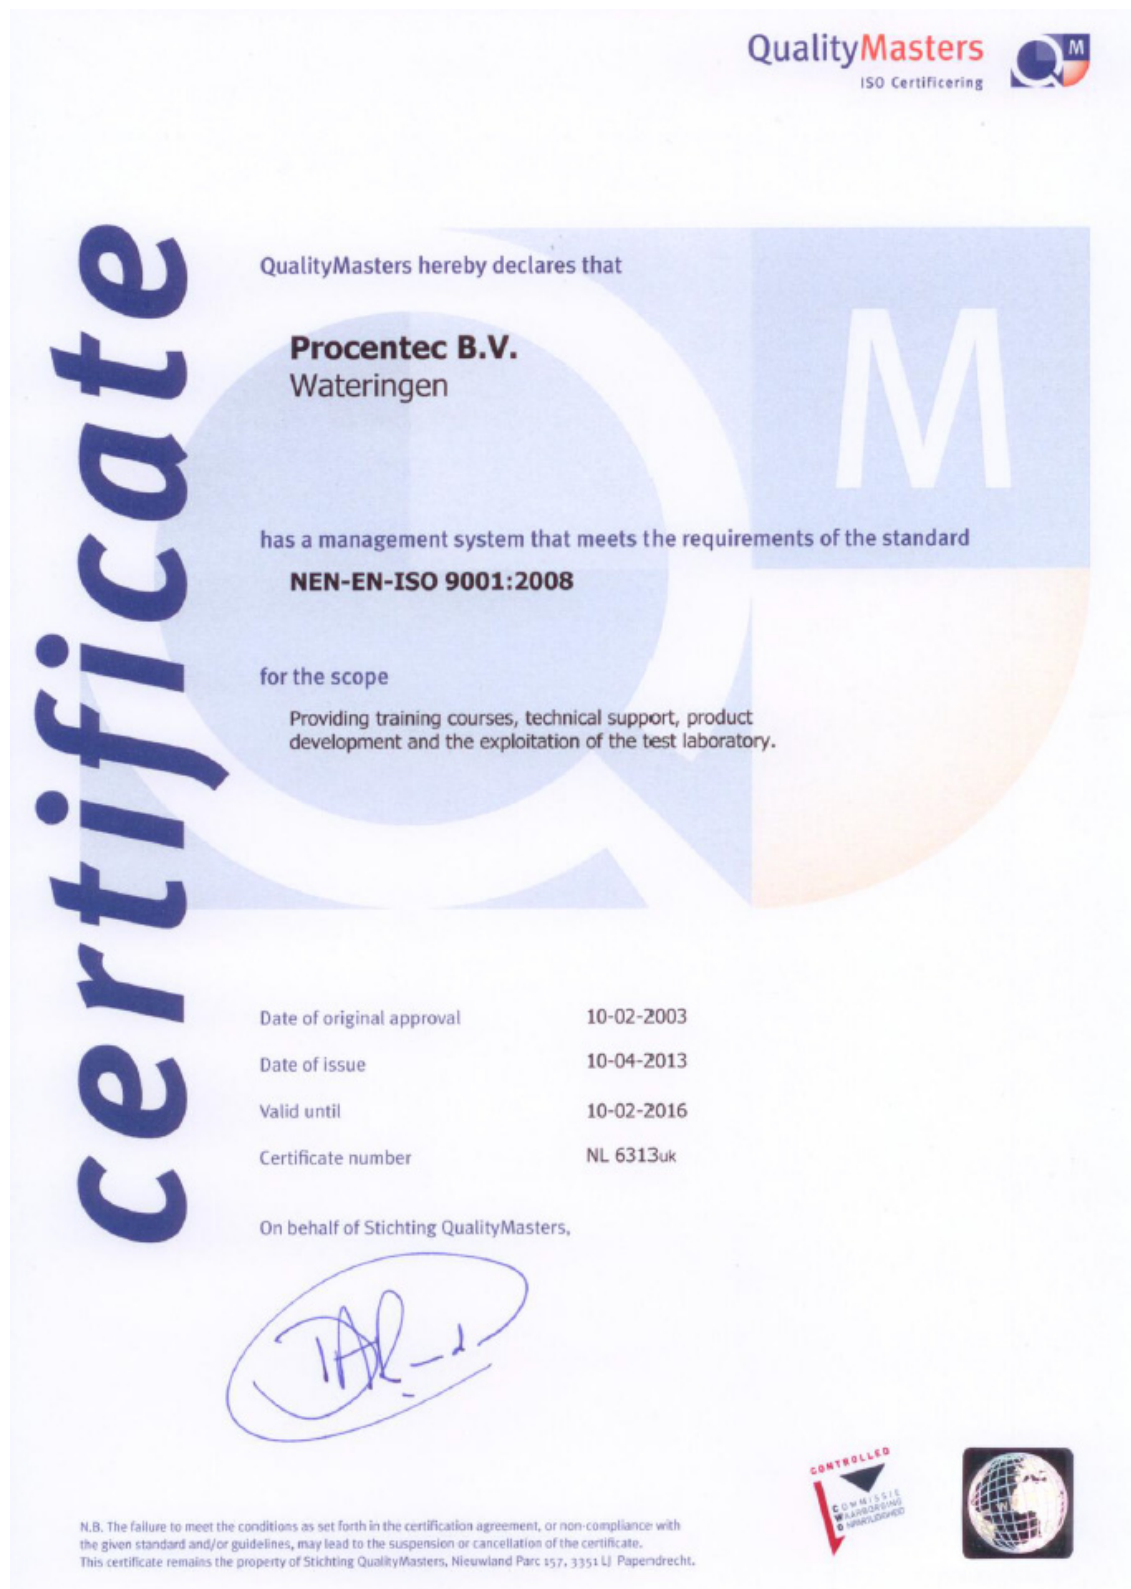 QualityMasters
ISO Certificering
M
certificate
QualityMasters hereby declares that
Procentec B.V.
Wateringen
M
has a management system that meets the requirements of the standard
NEN-EN-ISO 9001:2008
for the scope
Providing training courses, technical support, product
development and the exploitation of the test laboratory.
Date of original approval 10-02-2003
Date of issue 10-04-2013
Valid until 10-02-2016
Certificate number NL 6313uk
On behalf of Stichting QualityMasters,
CONTROLLED
COMMISSIE
WAARBORGING
ONPARTIJDIGHEID
N.B. The failure to meet the conditions as set forth in the certification agreement, or non-compliance with
the given standard and/or guidelines, may lead to the suspension or cancellation of the certificate.
This certificate remains the property of Stichting QualityMasters, Nieuwland Parc 157, 3351 LJ Papendrecht.